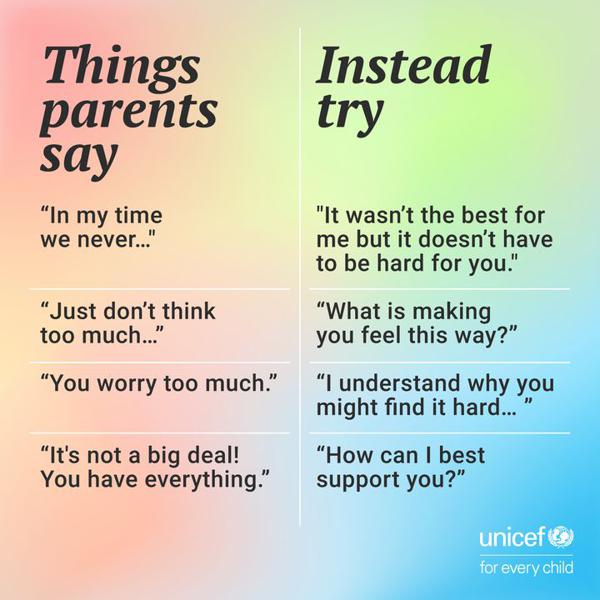 Things
parents
say
Instead
try
“In my time
we never..."
"It wasn’t the best for
me but it doesn’t have
to be hard for you."
“Just don’t think
too much...”
“What is making
you feel this way?”
“You worry too much.”
“I understand why you
might find it hard... ”
“It's not a big deal!
You have everything.”
“How can I best
support you?”
unicef
for every child